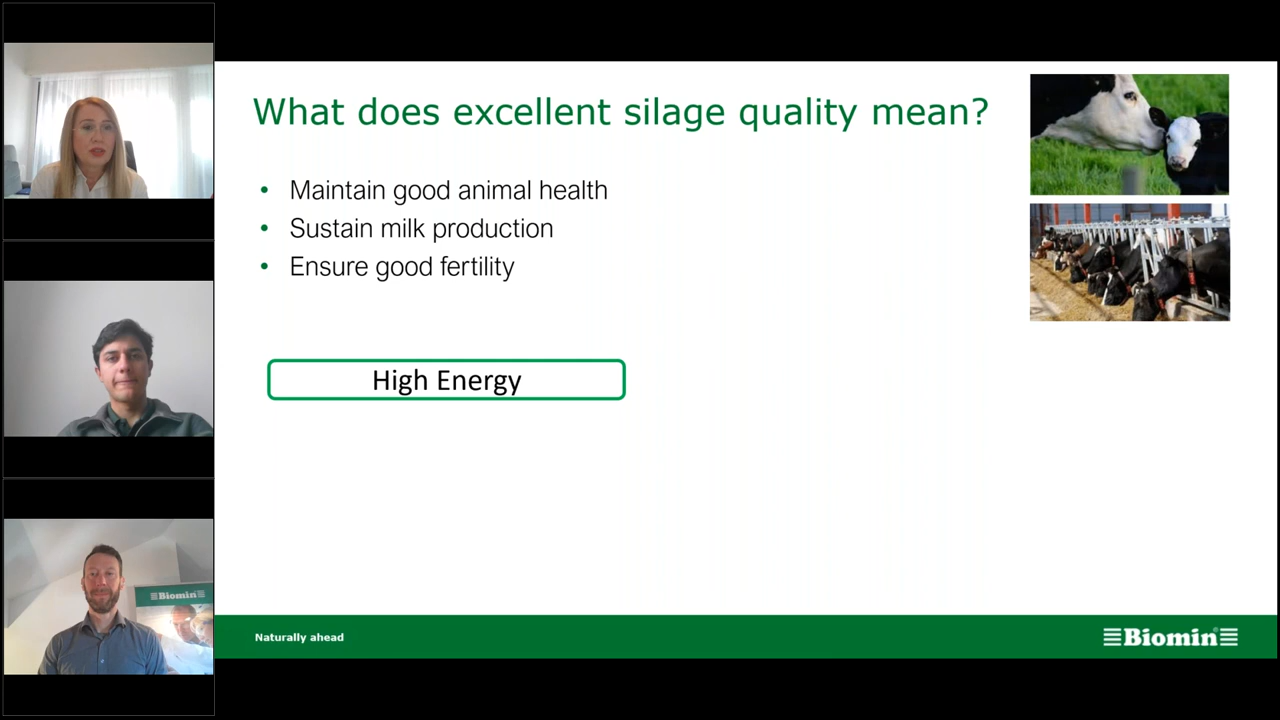 What does excellent silage quality mean?
• Maintain good animal health
• Sustain milk production
• Ensure good fertility
High Energy
Biomin
Naturally ahead
Biomin®